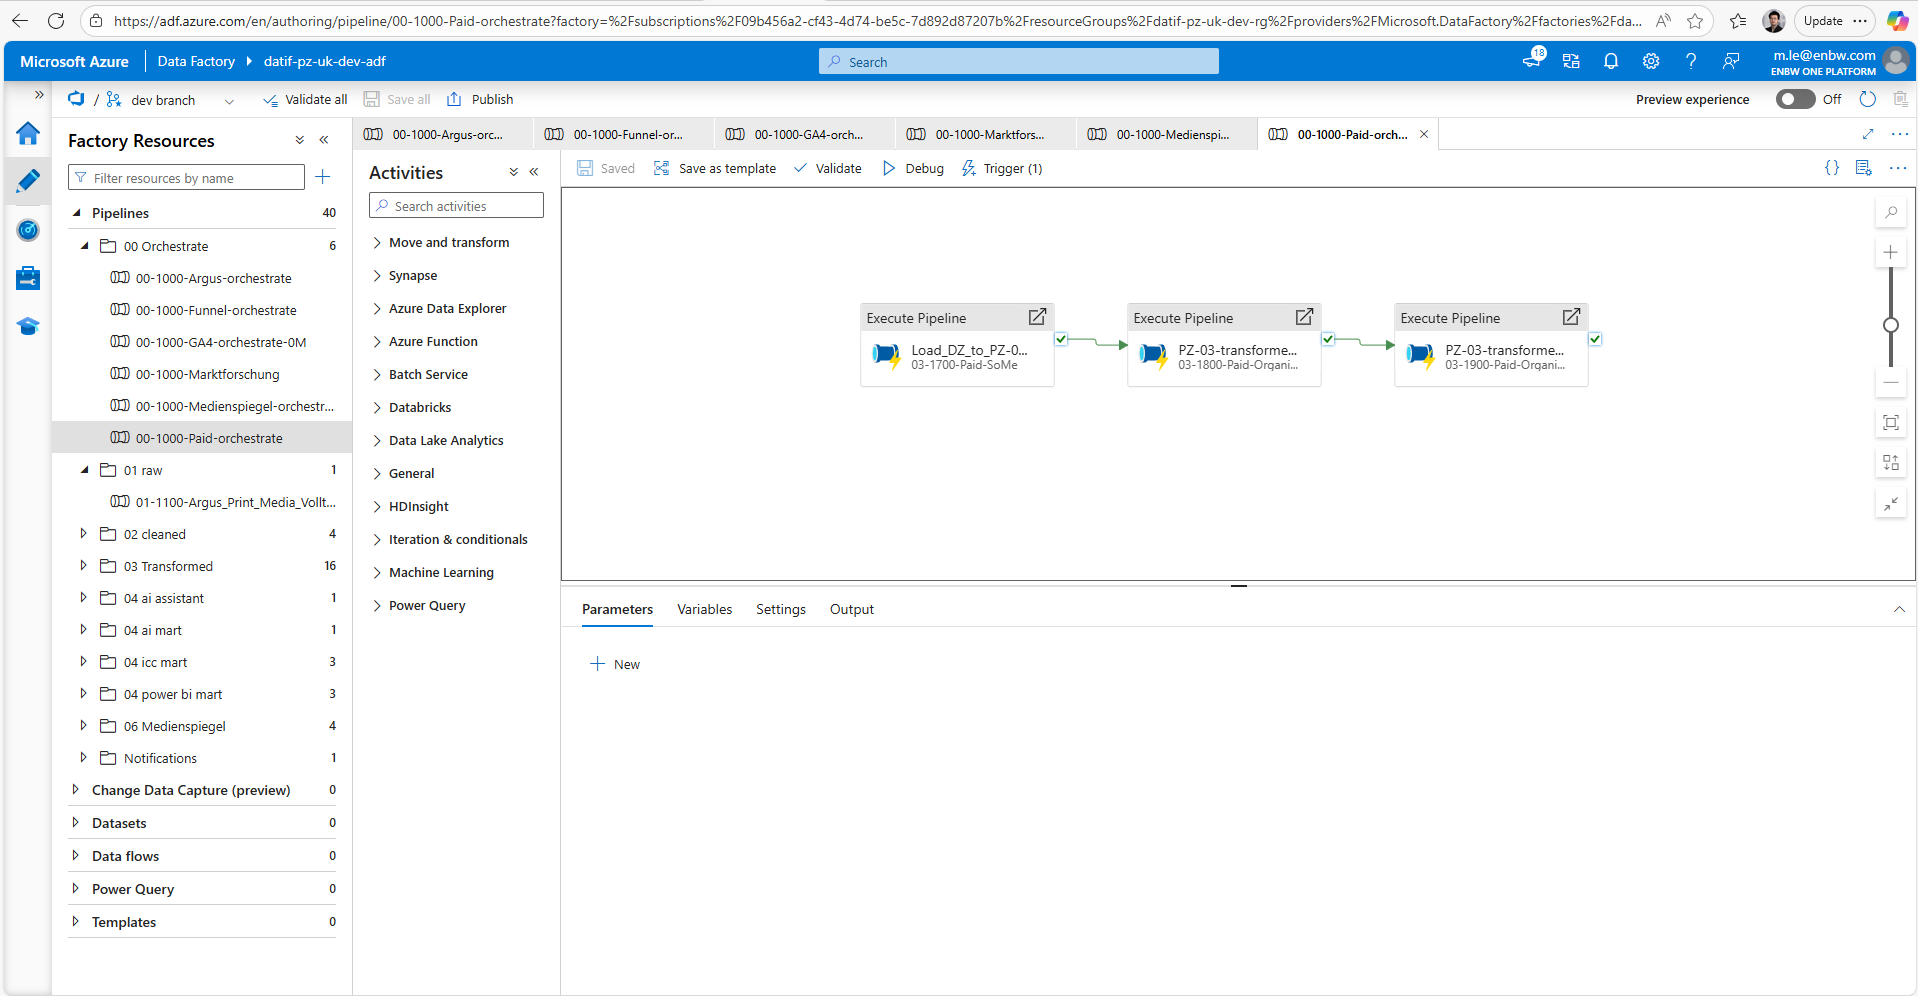 https://adf.azure.com/en/authoring/pipeline/00-1000-Paid-orchestrate?factory=%2Fsubscriptions%2F09b456a2-cf43-4d74-be5c-7d892d87207b%2FresourceGroups%2Fdatif-pz-uk-dev-rg%2Fproviders%2FMicrosoft.DataFactory%2Ffactories%2Fda...
Update
Microsoft Azure
Data Factory
datif-pz-uk-dev-adf
Search
18
m.le@enbw.com
ENBW ONE PLATFORM
/ dev branch
Validate all
Save all
Publish
Preview experience
Off
Factory Resources
Filter resources by name
Pipelines 40
00 Orchestrate 6
00-1000-Argus-orchestrate
00-1000-Funnel-orchestrate
00-1000-GA4-orchestrate-0M
00-1000-Marktforschung
00-1000-Medienspiegel-orchestr...
00-1000-Paid-orchestrate
01 raw 1
01-1100-Argus_Print_Media_Vollt...
02 cleaned 4
03 Transformed 16
04 ai assistant 1
04 ai mart 1
04 icc mart 3
04 power bi mart 3
06 Medienspiegel 4
Notifications 1
Change Data Capture (preview) 0
Datasets 0
Data flows 0
Power Query 0
Templates 0
00-1000-Argus-orc...
00-1000-Funnel-or...
00-1000-GA4-orch...
00-1000-Marktfors...
00-1000-Medienspi...
00-1000-Paid-orch...
Activities
Search activities
Move and transform
Synapse
Azure Data Explorer
Azure Function
Batch Service
Databricks
Data Lake Analytics
General
HDInsight
Iteration & conditionals
Machine Learning
Power Query
Saved
Save as template
Validate
Debug
Trigger (1)
Execute Pipeline
Load_DZ_to_PZ-0...
03-1700-Paid-SoMe
Execute Pipeline
PZ-03-transforme...
03-1800-Paid-Organi...
Execute Pipeline
PZ-03-transforme...
03-1900-Paid-Organi...
Parameters
Variables
Settings
Output
New